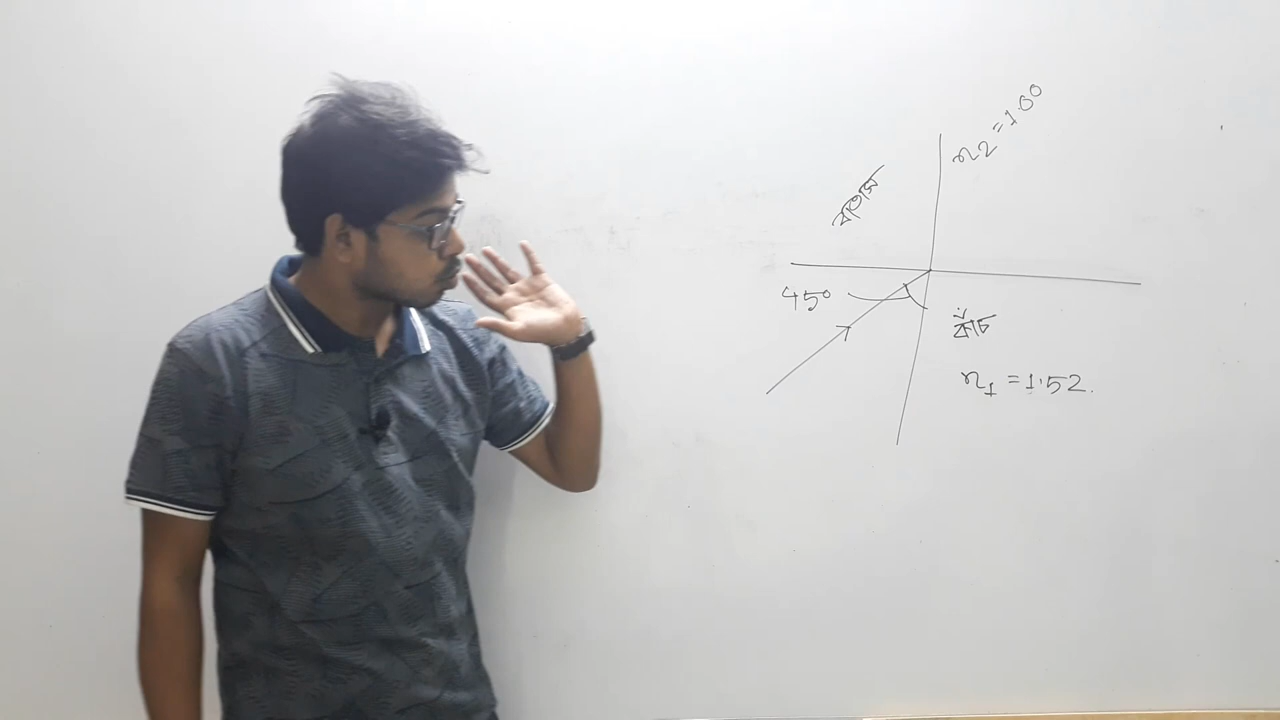 n2 = 1.00
বাতাস
45°
কাঁচ
n1 = 1.52.